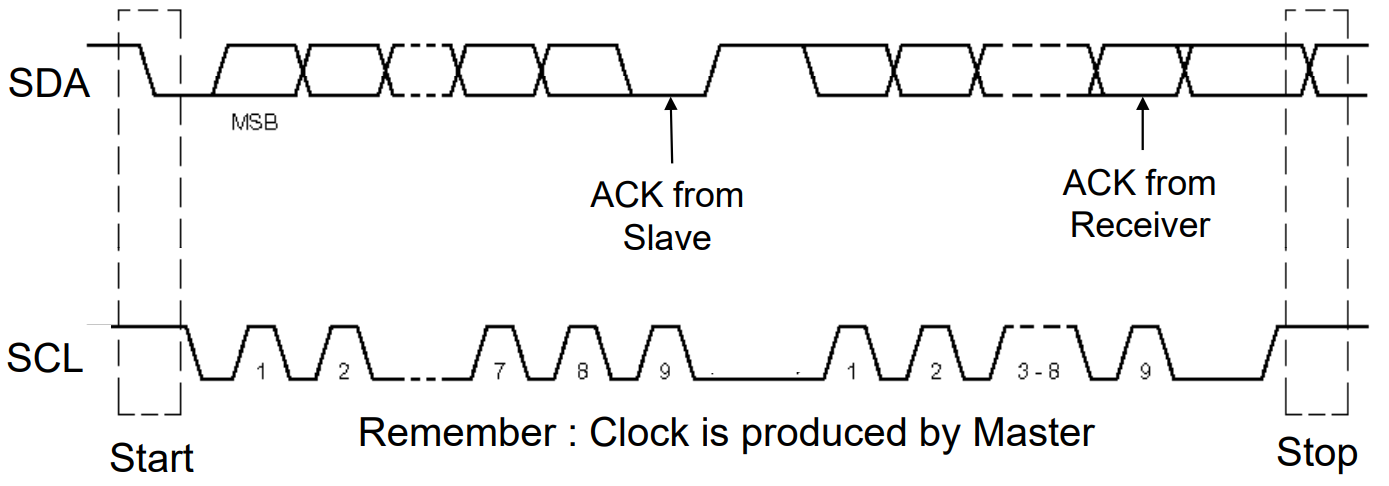 SDA
MSB
ACK from
Slave
ACK from
Receiver
SCL
1 2 7 8 9 1 2 3 - 8 9
Remember : Clock is produced by Master
Start
Stop